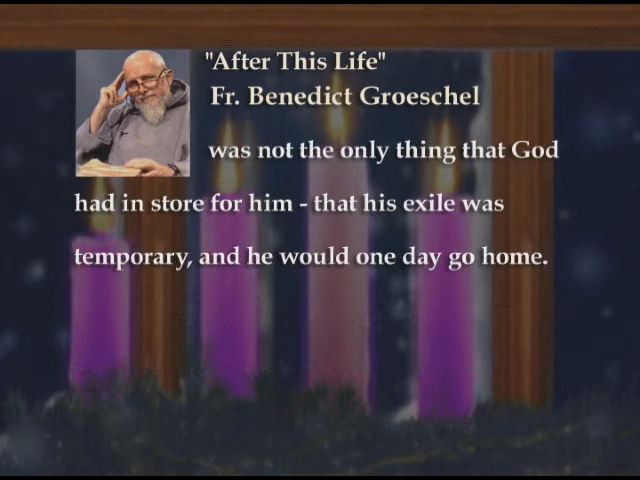 "After This Life"
Fr. Benedict Groeschel
was not the only thing that God
had in store for him - that his exile was
temporary, and he would one day go home.